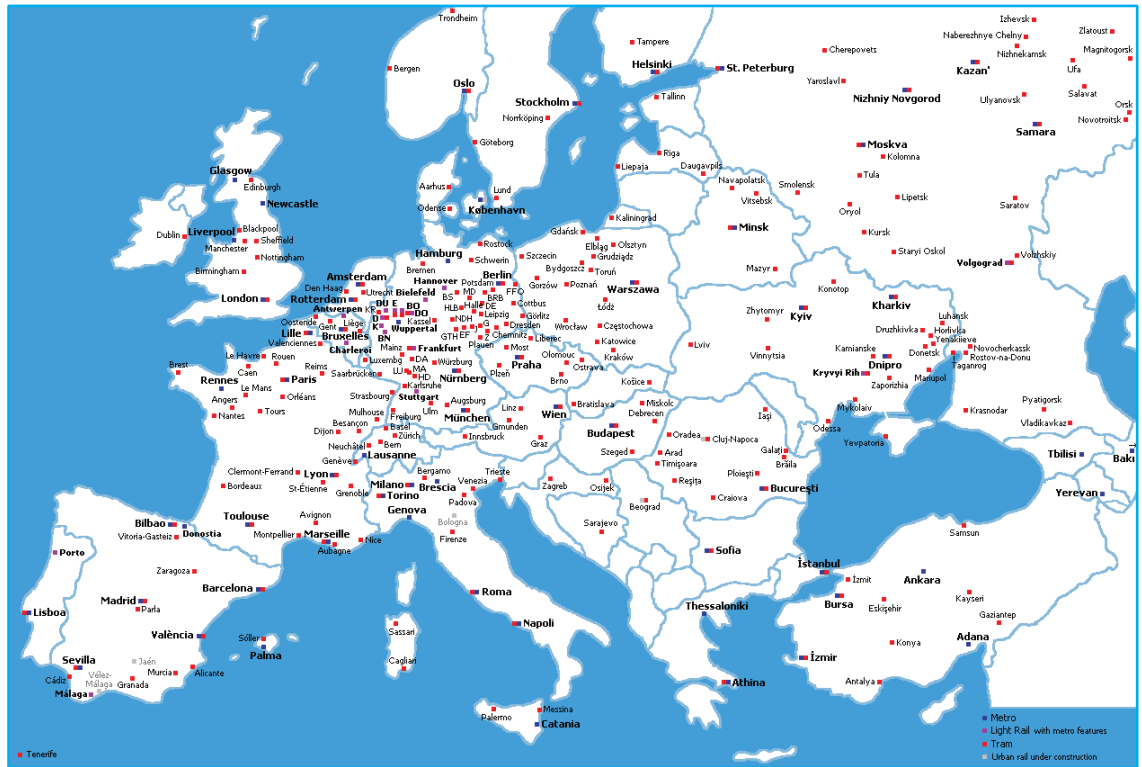 Trondheim
Izhevsk
Naberezhnye Chelny
Zlatoust
Nizhnekamsk
Magnitogorsk
Tampere
Cherepovets
Bergen
Helsinki
St. Peterburg
Kazan'
Ufa
Oslo
Yaroslavl
Salavat
Stockholm
Tallinn
Nizhniy Novgorod
Ulyanovsk
Orsk
Norrköping
Novotroitsk
Samara
Göteborg
Moskva
Riga
Kolomna
Liepaja
Daugavpils
Glasgow
Tula
Edinburgh
Aarhus
Lund
Navapolatsk
Smolensk
Vitsebsk
Lipetsk
Newcastle
Odense
København
Oryol
Saratov
Kaliningrad
Blackpool
Liverpool
Gdańsk
Minsk
Kursk
Dublin
Sheffield
Manchester
Rostock
Elbląg
Olsztyn
Staryi Oskol
Nottingham
Hamburg
Schwerin
Szczecin
Grudziądz
Volgograd
Volzhskiy
Birmingham
Bremen
Bydgoszcz
Toruń
Mazyr
Amsterdam
Hannover
Potsdam
Berlin
Gorzów
Poznań
Warszawa
Konotop
Den Haag
Utrecht
Bielefeld
MD
FFO
London
Rotterdam
DU
E
BO
BS
BRB
Cottbus
Łódź
Kyiv
Kharkiv
Antwerpen
KR
DO
HLB
Halle
DE
Leipzig
Görlitz
Zhytomyr
Luhansk
Oostende
Gent
Liège
D
K
Wuppertal
Kassel
NDH
G
Dresden
Wrocław
Częstochowa
Druzhkivka
Horlivka
Lille
Bruxelles
BN
GTH
EF
Z
Chemnitz
Liberec
Katowice
Lviv
Yenakiieve
Valenciennes
Charleroi
Mainz
Frankfurt
Plauen
Most
Kraków
Vinnytsia
Kamianske
Donetsk
Novocherkassk
Rostov-na-Donu
Le Havre
Rouen
Luxembg
DA
Würzburg
Praha
Olomouc
Ostrava
Dnipro
Taganrog
Brest
Caen
Reims
Saarbrücken
LU
MA
HD
Nürnberg
Plzeň
Brno
Košice
Kryvyi Rih
Zaporizhia
Mariupol
Rennes
Paris
Le Mans
Karlsruhe
Angers
Orléans
Strasbourg
Stuttgart
Augsburg
Linz
Bratislava
Miskolc
Mykolaiv
Pyatigorsk
Nantes
Tours
Mulhouse
Freiburg
Ulm
München
Gmunden
Wien
Debrecen
Iași
Odessa
Krasnodar
Vladikavkaz
Besançon
Basel
Zürich
Innsbruck
Graz
Budapest
Oradea
Cluj-Napoca
Yevpatoria
Dijon
Neuchâtel
Bern
Szeged
Arad
Galați
Tbilisi
Bakı
Genève
Lausanne
Timișoara
Brăila
Clermont-Ferrand
Lyon
Bergamo
Trieste
Zagreb
Osijek
Reșița
Ploiești
Bordeaux
St-Étienne
Grenoble
Milano
Brescia
Venezia
București
Yerevan
Torino
Padova
Beograd
Craiova
Bilbao
Toulouse
Avignon
Genova
Bologna
Sarajevo
Samsun
Vitoria-Gasteiz
Donostia
Montpellier
Marseille
Nice
Firenze
Porto
Aubagne
Sofia
Zaragoza
İstanbul
İzmit
Ankara
Barcelona
Roma
Bursa
Eskişehir
Kayseri
Madrid
Parla
Thessaloniki
Gaziantep
Lisboa
Napoli
València
Sassari
Konya
Adana
Sóller
Palma
Sevilla
Jaén
Cagliari
İzmir
Cádiz
Vélez-
Málaga
Murcia
Alicante
Athina
Antalya
Málaga
Granada
Palermo
Messina
Catania
Metro
Light Rail with metro features
Tram
Tenerife
Urban rail under construction